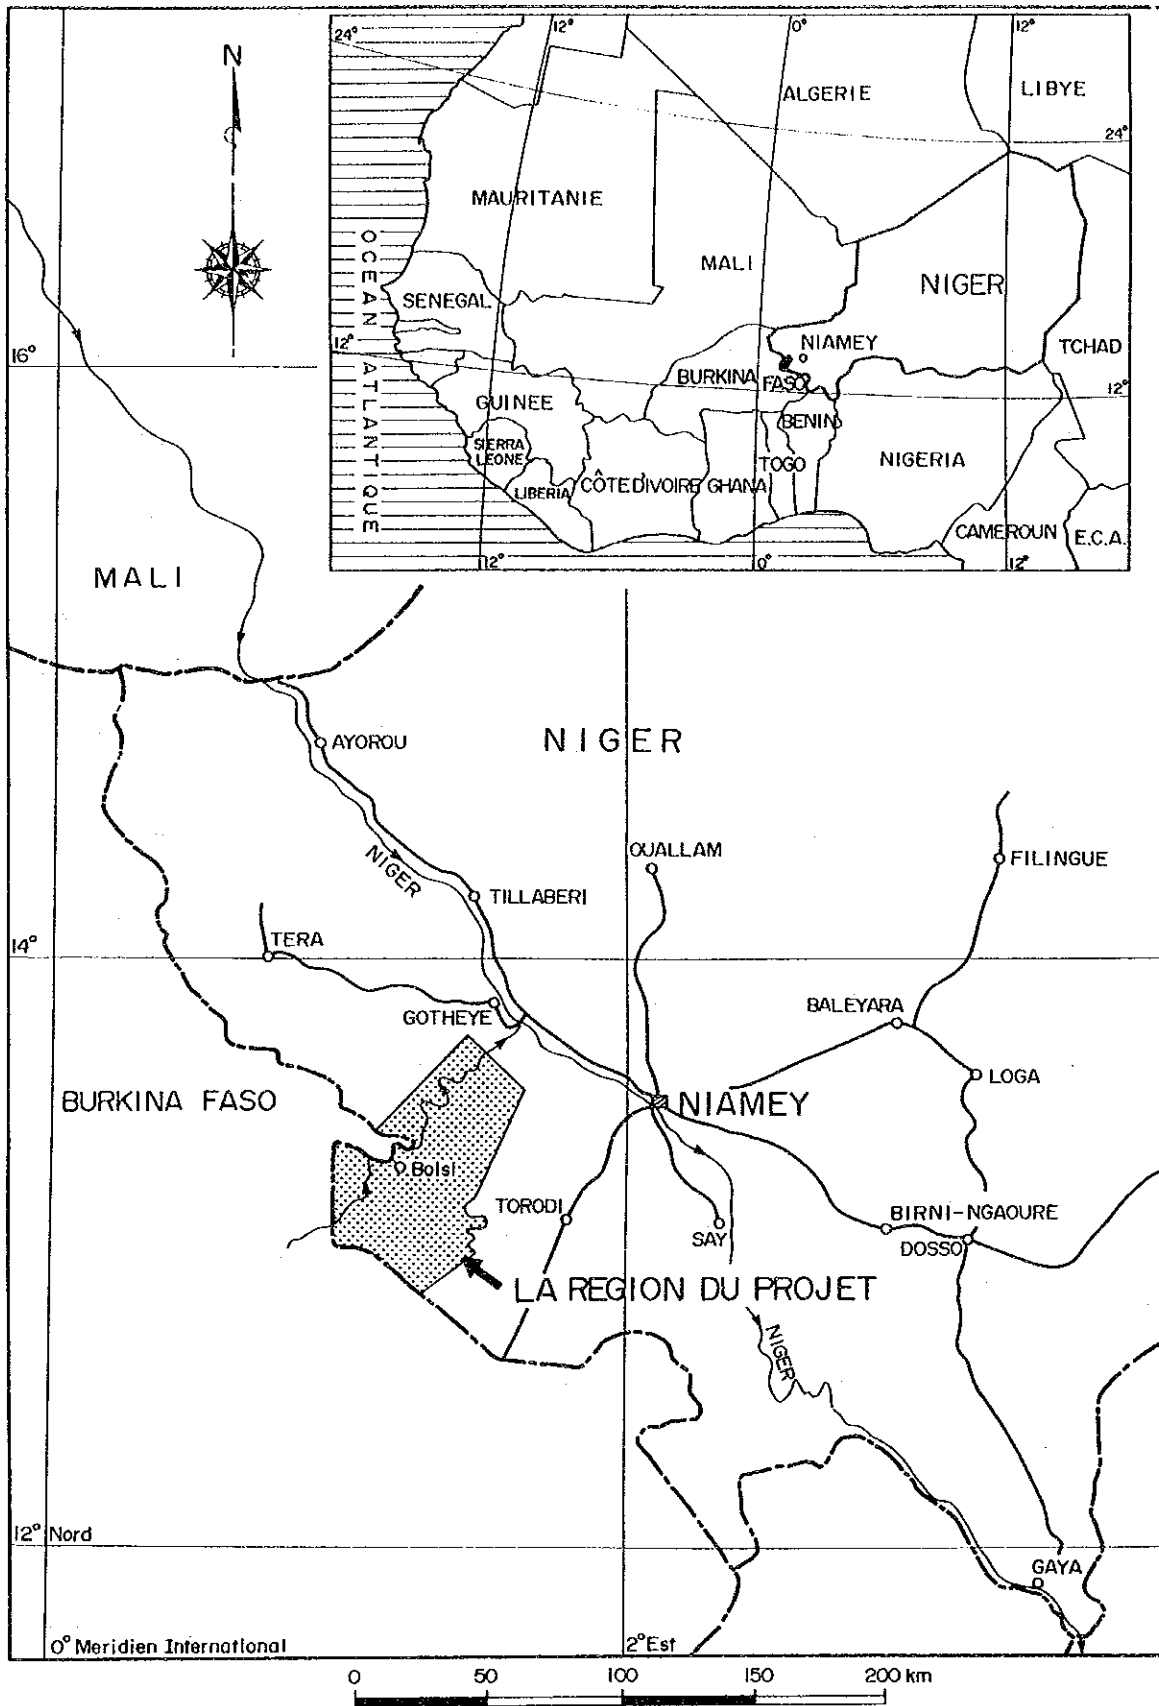 N
24°
12°
0°
12°
ALGERIE
LIBYE
24°
MAURITANIE
OCEAN ATLANTIQUE
MALI
NIGER
SENEGAL
12°
NIAMEY
TCHAD
BURKINA FASO
12°
GUINEE
BENIN
SIERRA
LEONE
TOGO
NIGERIA
LIBERIA
CÔTE D'IVOIRE
GHANA
CAMEROUN
E.C.A.
12°
0°
12°
16°
MALI
NIGER
AYOROU
NIGER
OUALLAM
FILINGUE
TILLABERI
14°
TERA
GOTHEYE
BALEYARA
LOGA
BURKINA FASO
NIAMEY
Bolsi
TORODI
SAY
BIRNI-NGAOURE
DOSSO
LA REGION DU PROJET
NIGER
12° Nord
GAYA
0° Meridien International
2° Est
0 50 100 150 200 km